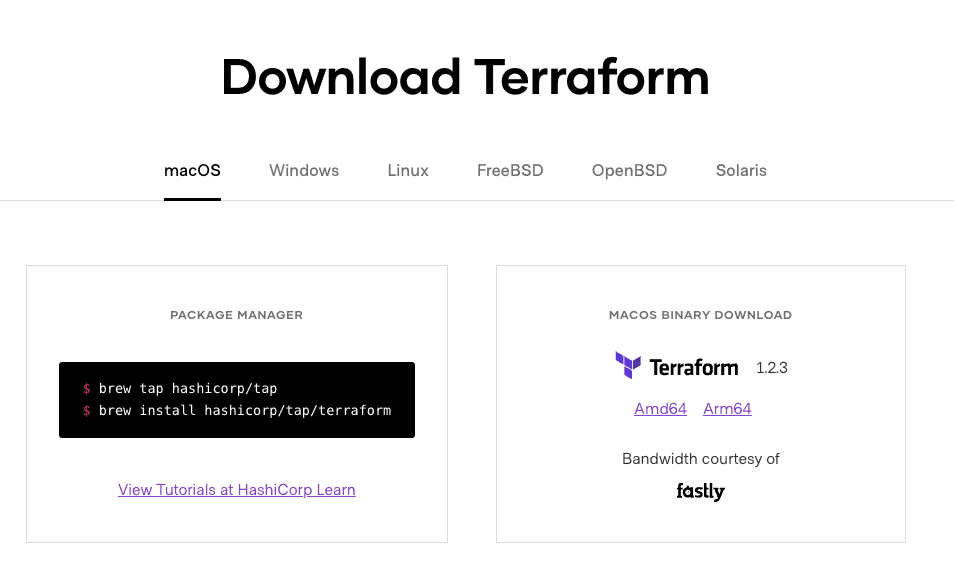 Download Terraform
macOS Windows Linux FreeBSD OpenBSD Solaris
PACKAGE MANAGER
$ brew tap hashicorp/tap
$ brew install hashicorp/tap/terraform
View Tutorials at HashiCorp Learn
MACOS BINARY DOWNLOAD
Terraform 1.2.3
Amd64 Arm64
Bandwidth courtesy of
fastly